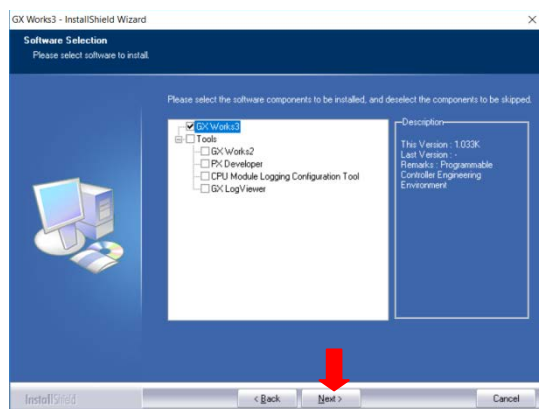 GX Works3 - InstallShield Wizard
Software Selection
Please select software to install.
Please select the software components to be installed, and deselect the components to be skipped.
GX Works3
Tools
GX Works2
PX Developer
CPU Module Logging Configuration Tool
GX LogViewer
Description
This Version : 1.033K
Last Version : -
Remarks : Programmable
Controller Engineering
Environment
InstallShield
< Back
Next >
Cancel